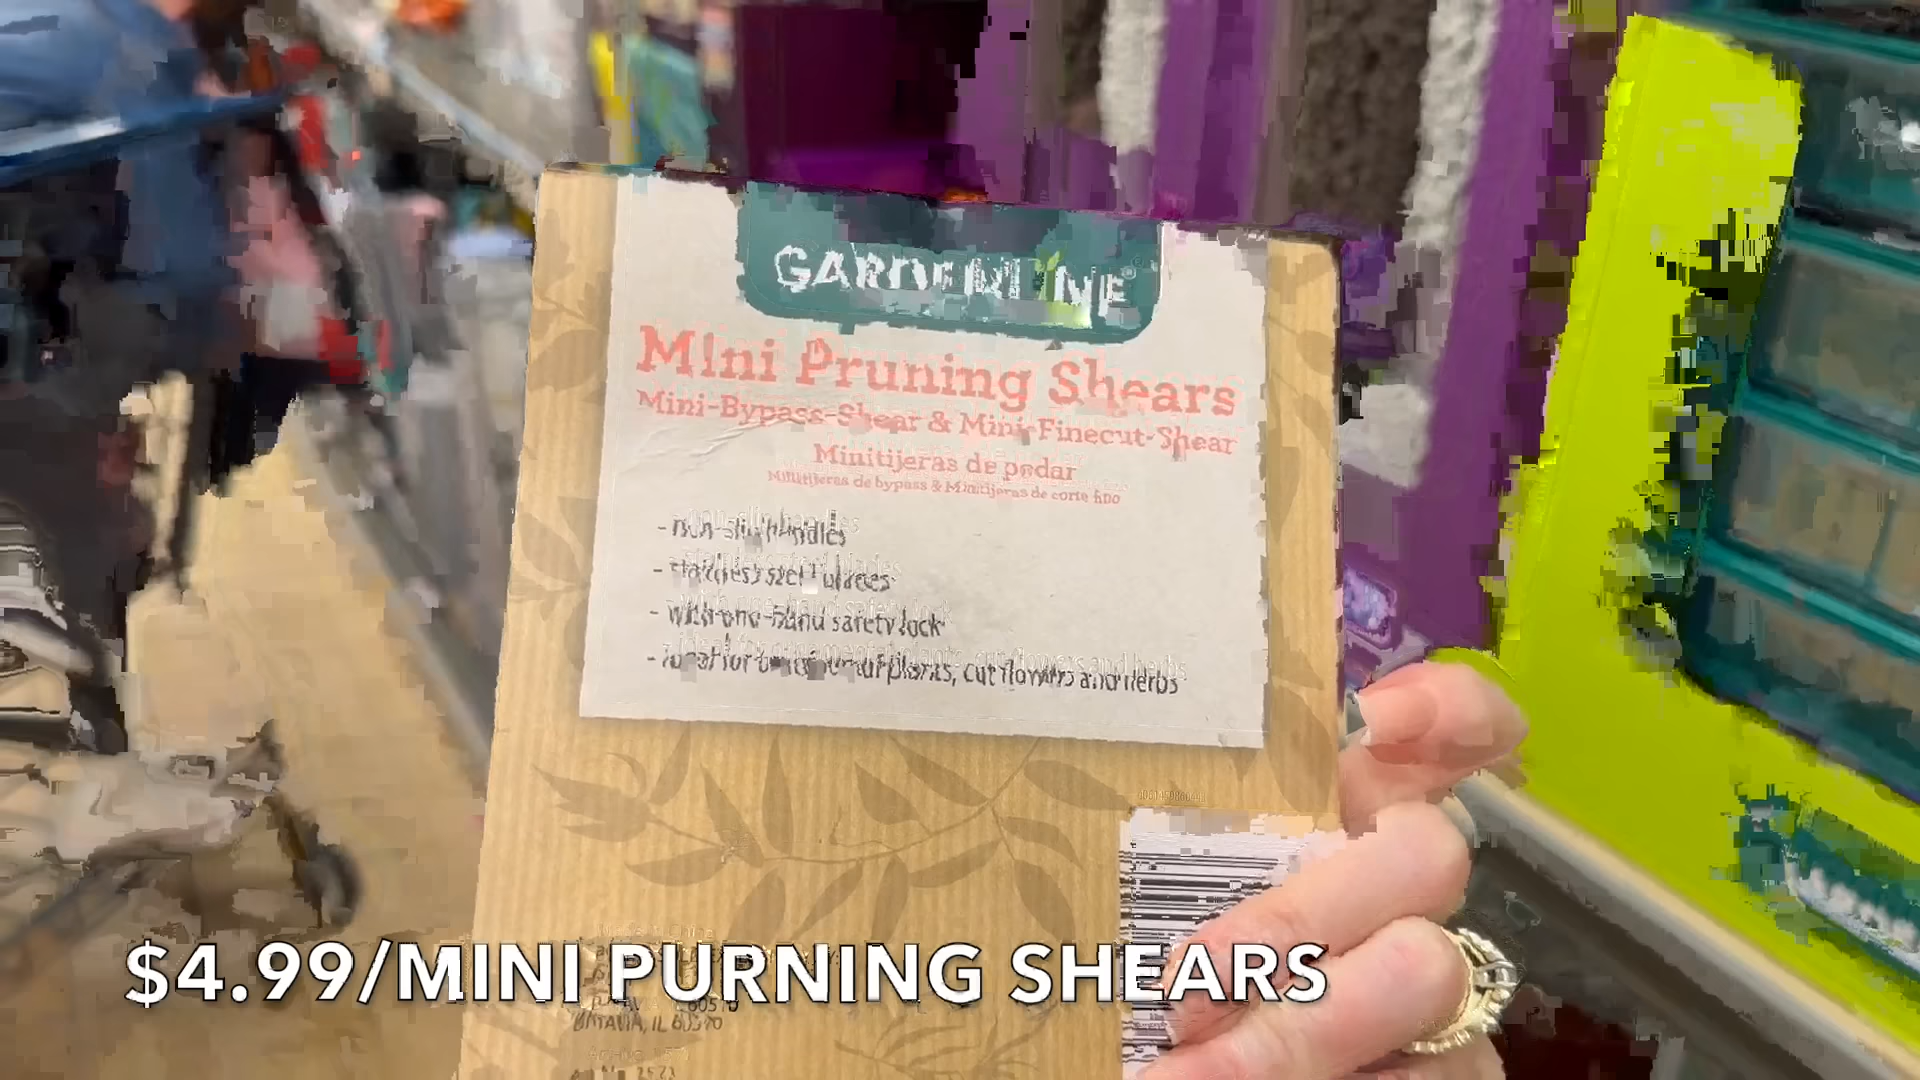 GARDENLINE®
Mini Pruning Shears
Mini-Bypass-Shear & Mini-Finecut-Shear
Minitijeras de podar
Minitijeras de bypass & Minitijeras de corte fino
- non-slip handles
- stainless steel blades
- with one-hand safety lock
- ideal for ornamental plants, cut flowers and herbs
$4.99/MINI PURNING SHEARS
BATAVIA, IL 60510